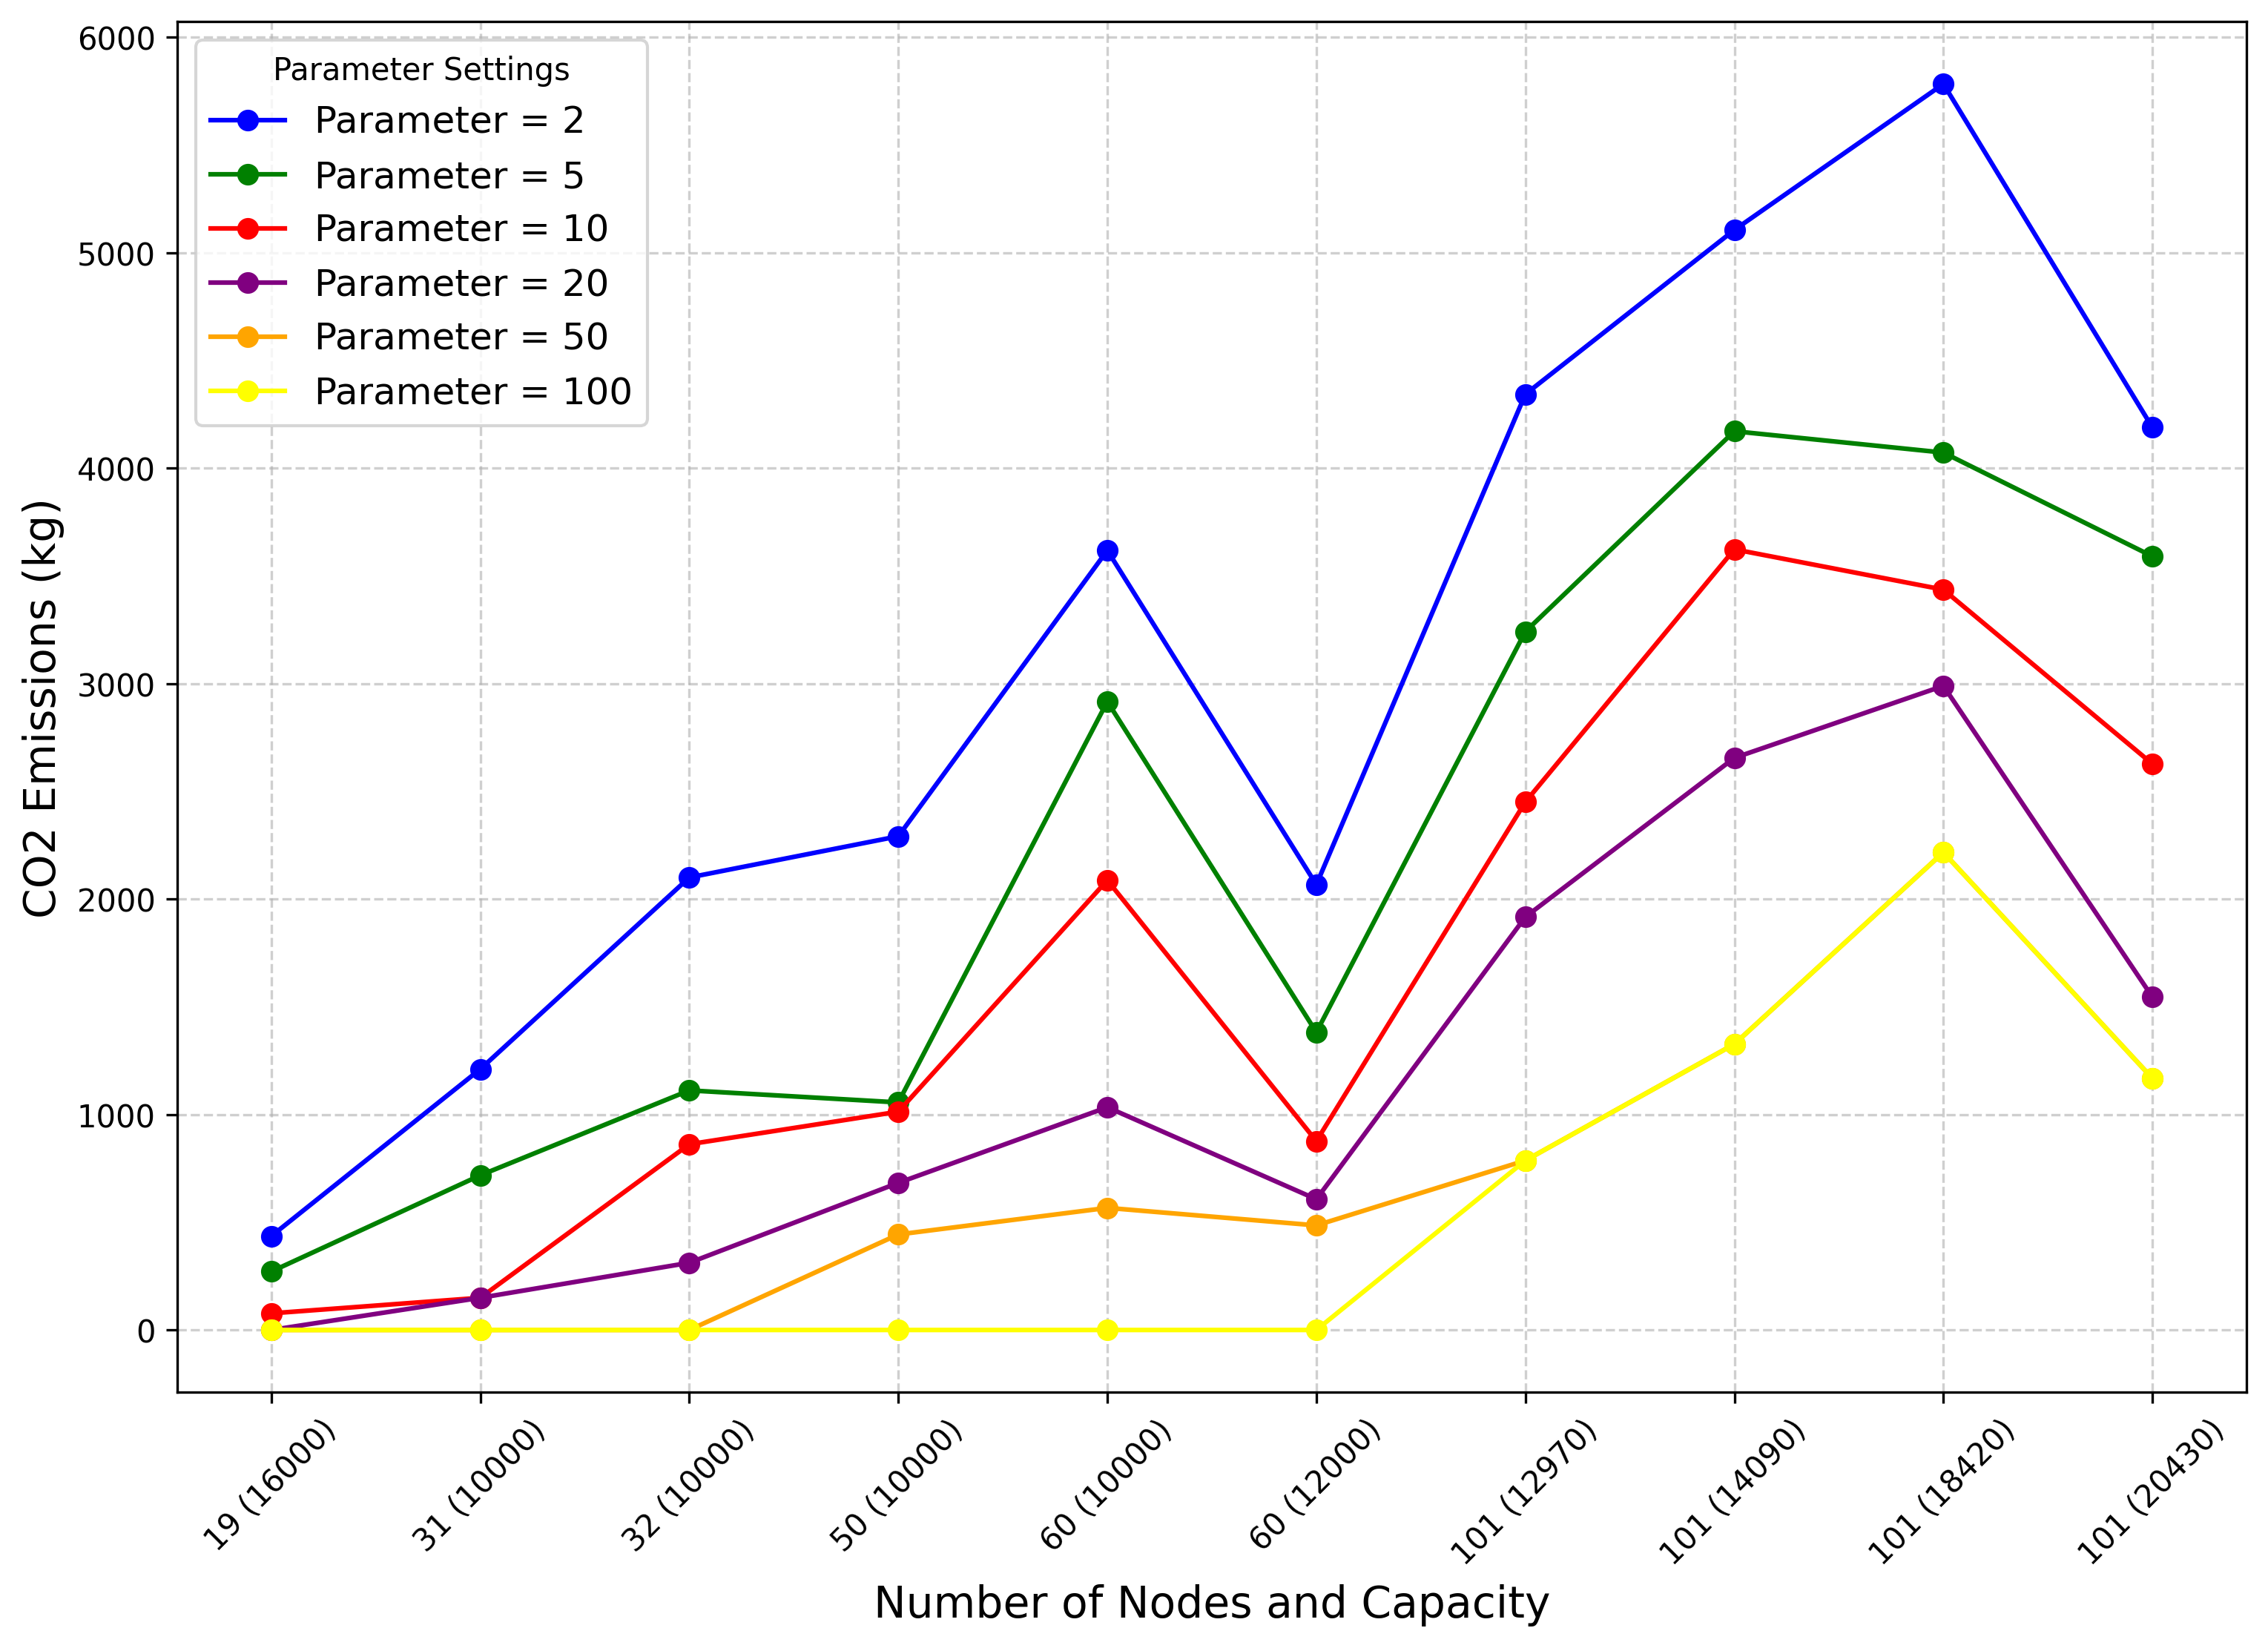 6000
5000
4000
3000
2000
1000
0
CO2 Emissions (kg)
Parameter Settings
Parameter = 2
Parameter = 5
Parameter = 10
Parameter = 20
Parameter = 50
Parameter = 100
19 (16000)
31 (10000)
32 (10000)
50 (10000)
60 (10000)
60 (12000)
101 (12970)
101 (14090)
101 (18420)
101 (20430)
Number of Nodes and Capacity